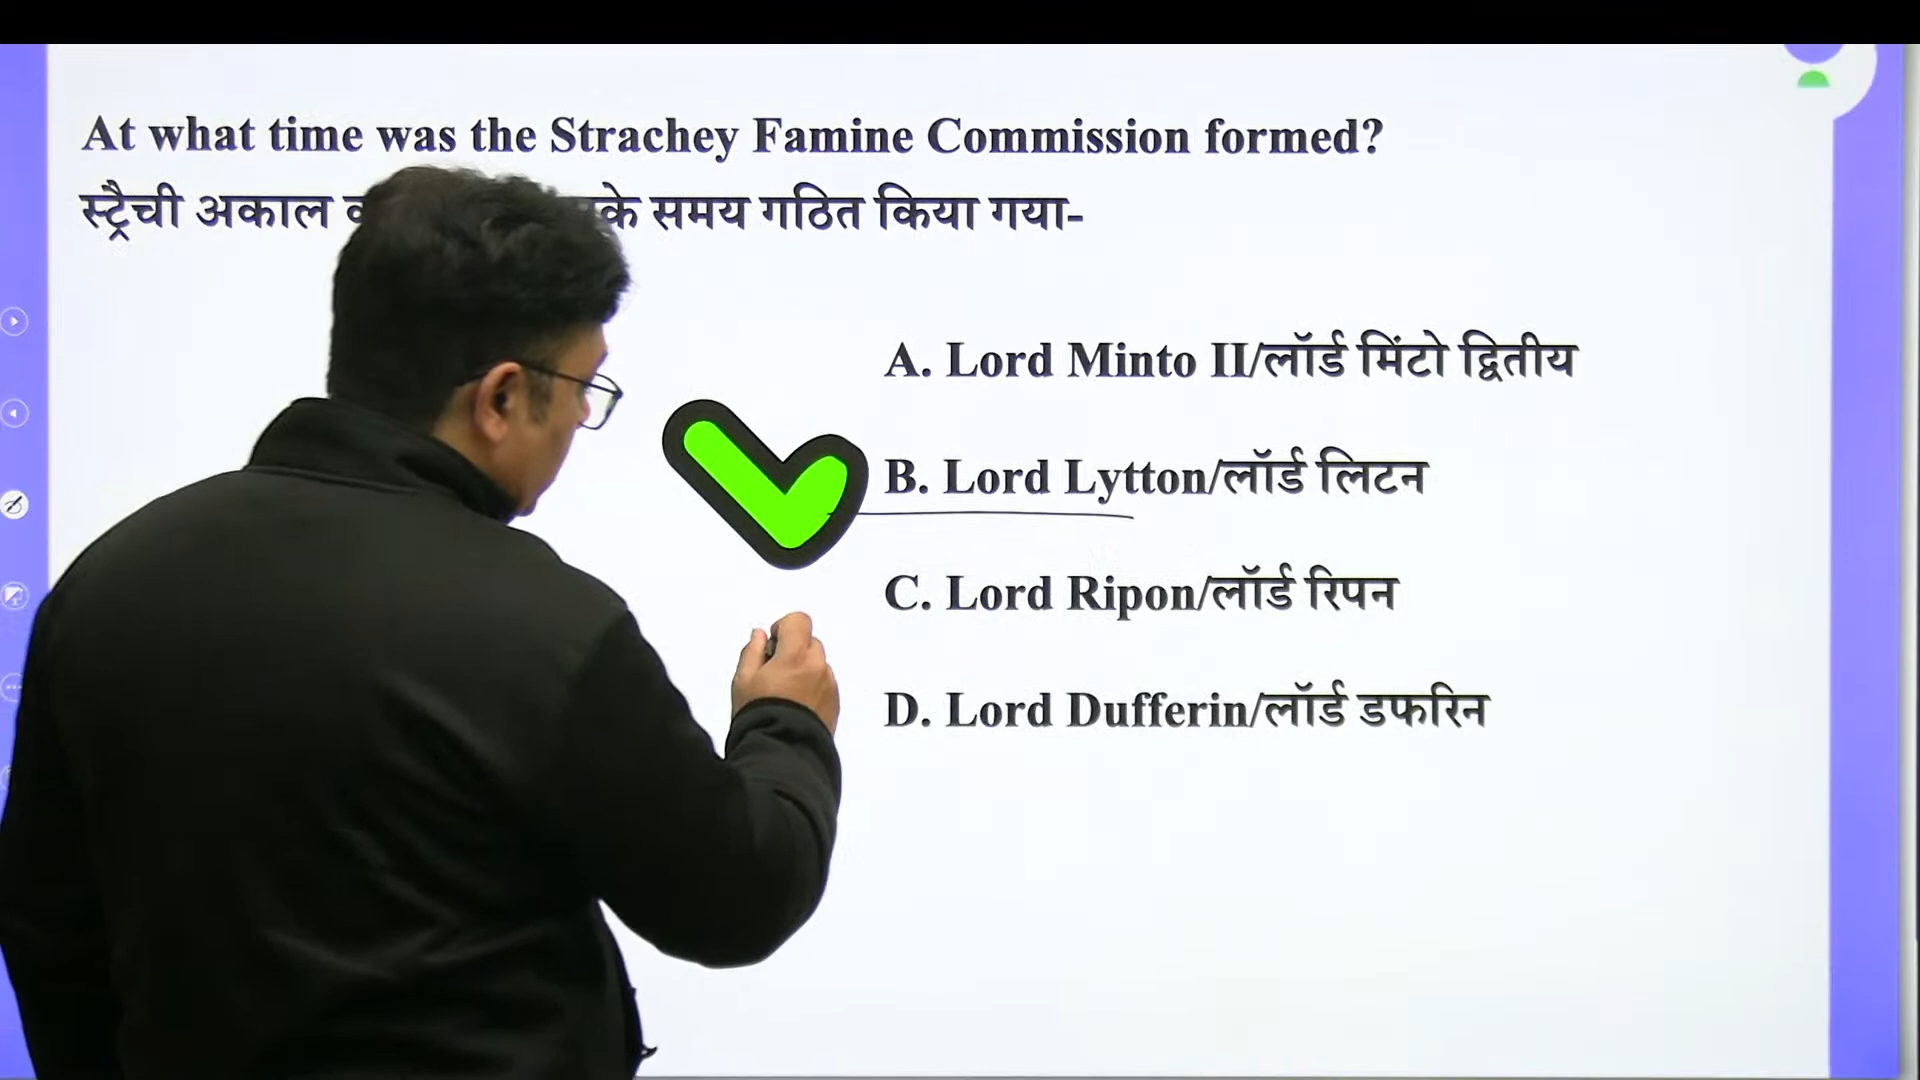 At what time was the Strachey Famine Commission formed?
स्ट्रैची अकाल के समय गठित किया गया-
A. Lord Minto II/लॉर्ड मिंटो द्वितीय
B. Lord Lytton/लॉर्ड लिटन
C. Lord Ripon/लॉर्ड रिपन
D. Lord Dufferin/लॉर्ड डफरिन